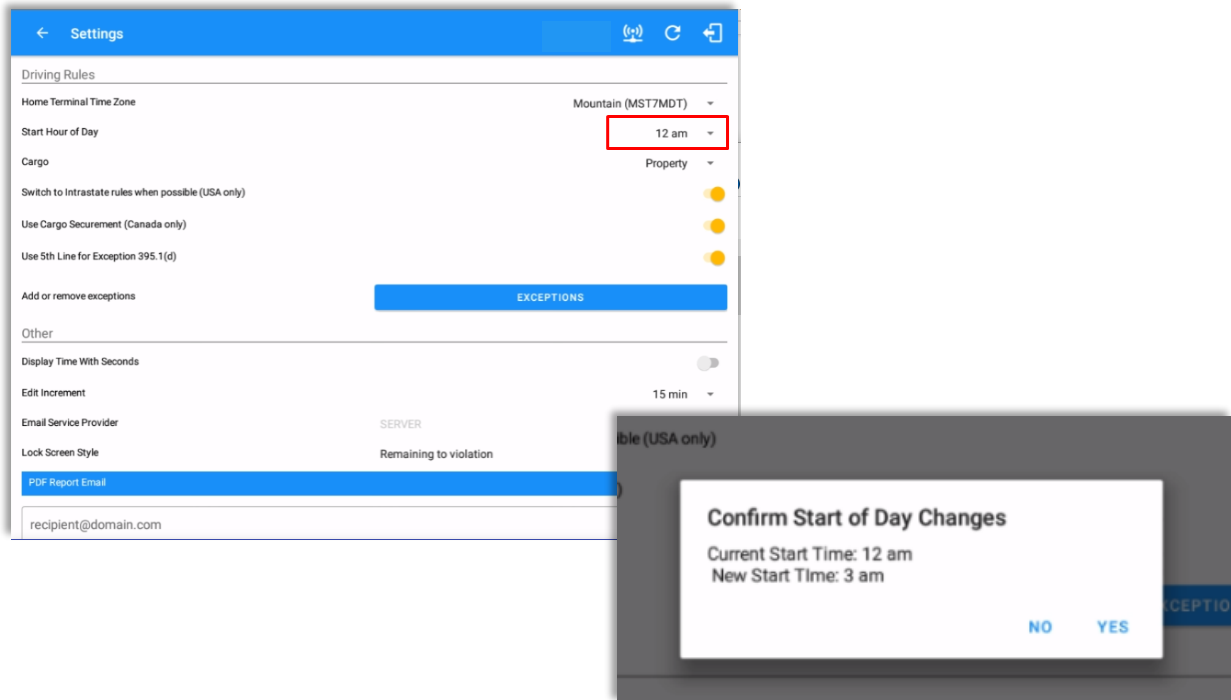 Settings
Driving Rules
Home Terminal Time Zone Mountain (MST7MDT)
Start Hour of Day 12 am
Cargo Property
Switch to Intrastate rules when possible (USA only)
Use Cargo Securement (Canada only)
Use 5th Line for Exception 395.1(d)
Add or remove exceptions EXCEPTIONS
Other
Display Time With Seconds
Edit Increment 15 min
Email Service Provider SERVER
Lock Screen Style Remaining to violation
PDF Report Email
recipient@domain.com
ible (USA only)
)
Confirm Start of Day Changes
Current Start Time: 12 am
New Start TIme: 3 am
NO YES
XCEPTIO